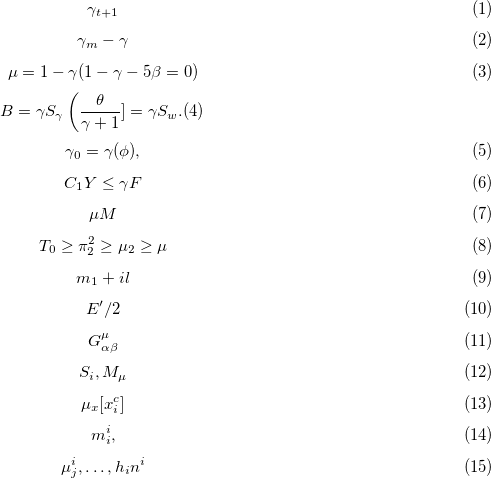 γ_{t+1} (1)
γ_m − γ (2)
μ = 1 − γ(1 − γ − 5β = 0) (3)
B = γS_γ ( θ / (γ + 1) ] = γS_w.(4)
γ_0 = γ(ϕ), (5)
C_1Y ≤ γF (6)
μM (7)
T_0 ≥ π_2^2 ≥ μ_2 ≥ μ (8)
m_1 + il (9)
E′/2 (10)
G^μ_{αβ} (11)
S_i, M_μ (12)
μ_x[x_i^c] (13)
m_i^i, (14)
μ_j^i, . . . , h_i n^i (15)